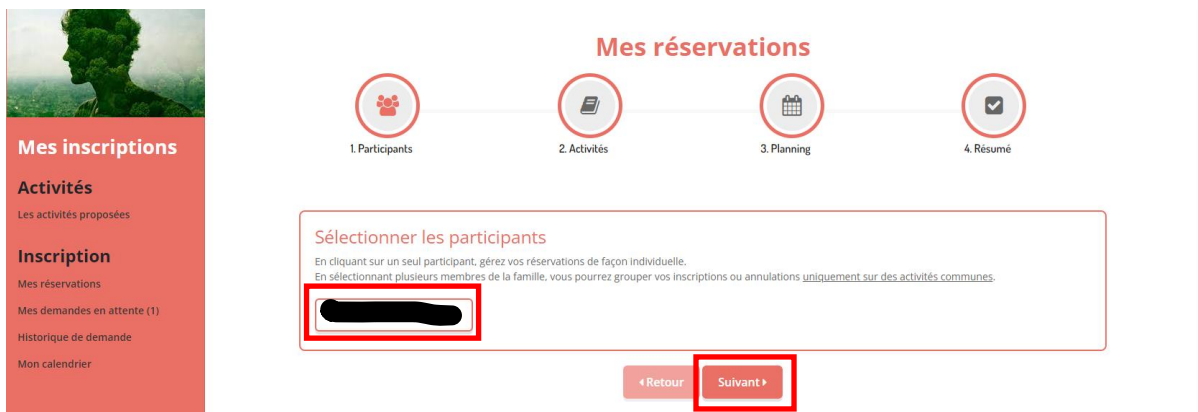 Mes inscriptions
Activités
Les activités proposées
Inscription
Mes réservations
Mes demandes en attente (1)
Historique de demande
Mon calendrier
Mes réservations
1. Participants
2. Activités
3. Planning
4. Résumé
Sélectionner les participants
En cliquant sur un seul participant, gérez vos réservations de façon individuelle.
En sélectionnant plusieurs membres de la famille, vous pourrez grouper vos inscriptions ou annulations uniquement sur des activités communes.
Retour
Suivant